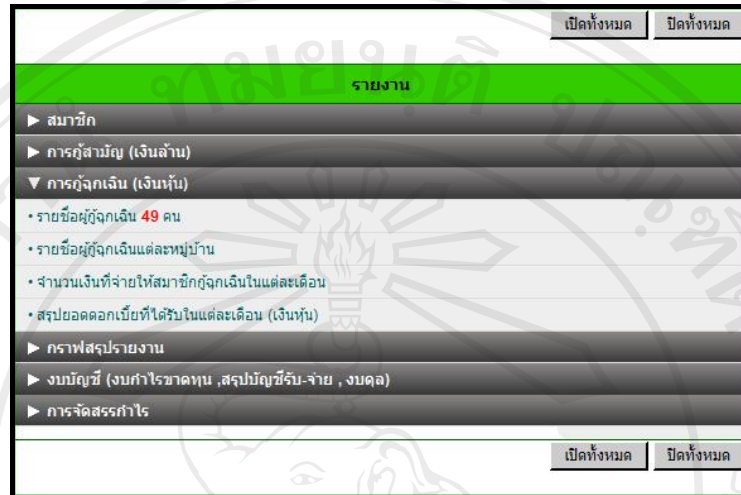 เปิดทั้งหมด ปิดทั้งหมด
รายงาน
▶ สมาชิก
▶ การกู้สามัญ (เงินล้าน)
▼ การกู้ฉุกเฉิน (เงินหุ้น)
• รายชื่อผู้กู้ฉุกเฉิน 49 คน
• รายชื่อผู้กู้ฉุกเฉินแต่ละหมู่บ้าน
• จำนวนเงินที่จ่ายให้สมาชิกกู้ฉุกเฉินในแต่ละเดือน
• สรุปยอดดอกเบี้ยที่ได้รับในแต่ละเดือน (เงินหุ้น)
▶ กราฟสรุปรายงาน
▶ งบบัญชี (งบกำไรขาดทุน ,สรุปบัญชีรับ-จ่าย , งบดุล)
▶ การจัดสรรกำไร
เปิดทั้งหมด ปิดทั้งหมด